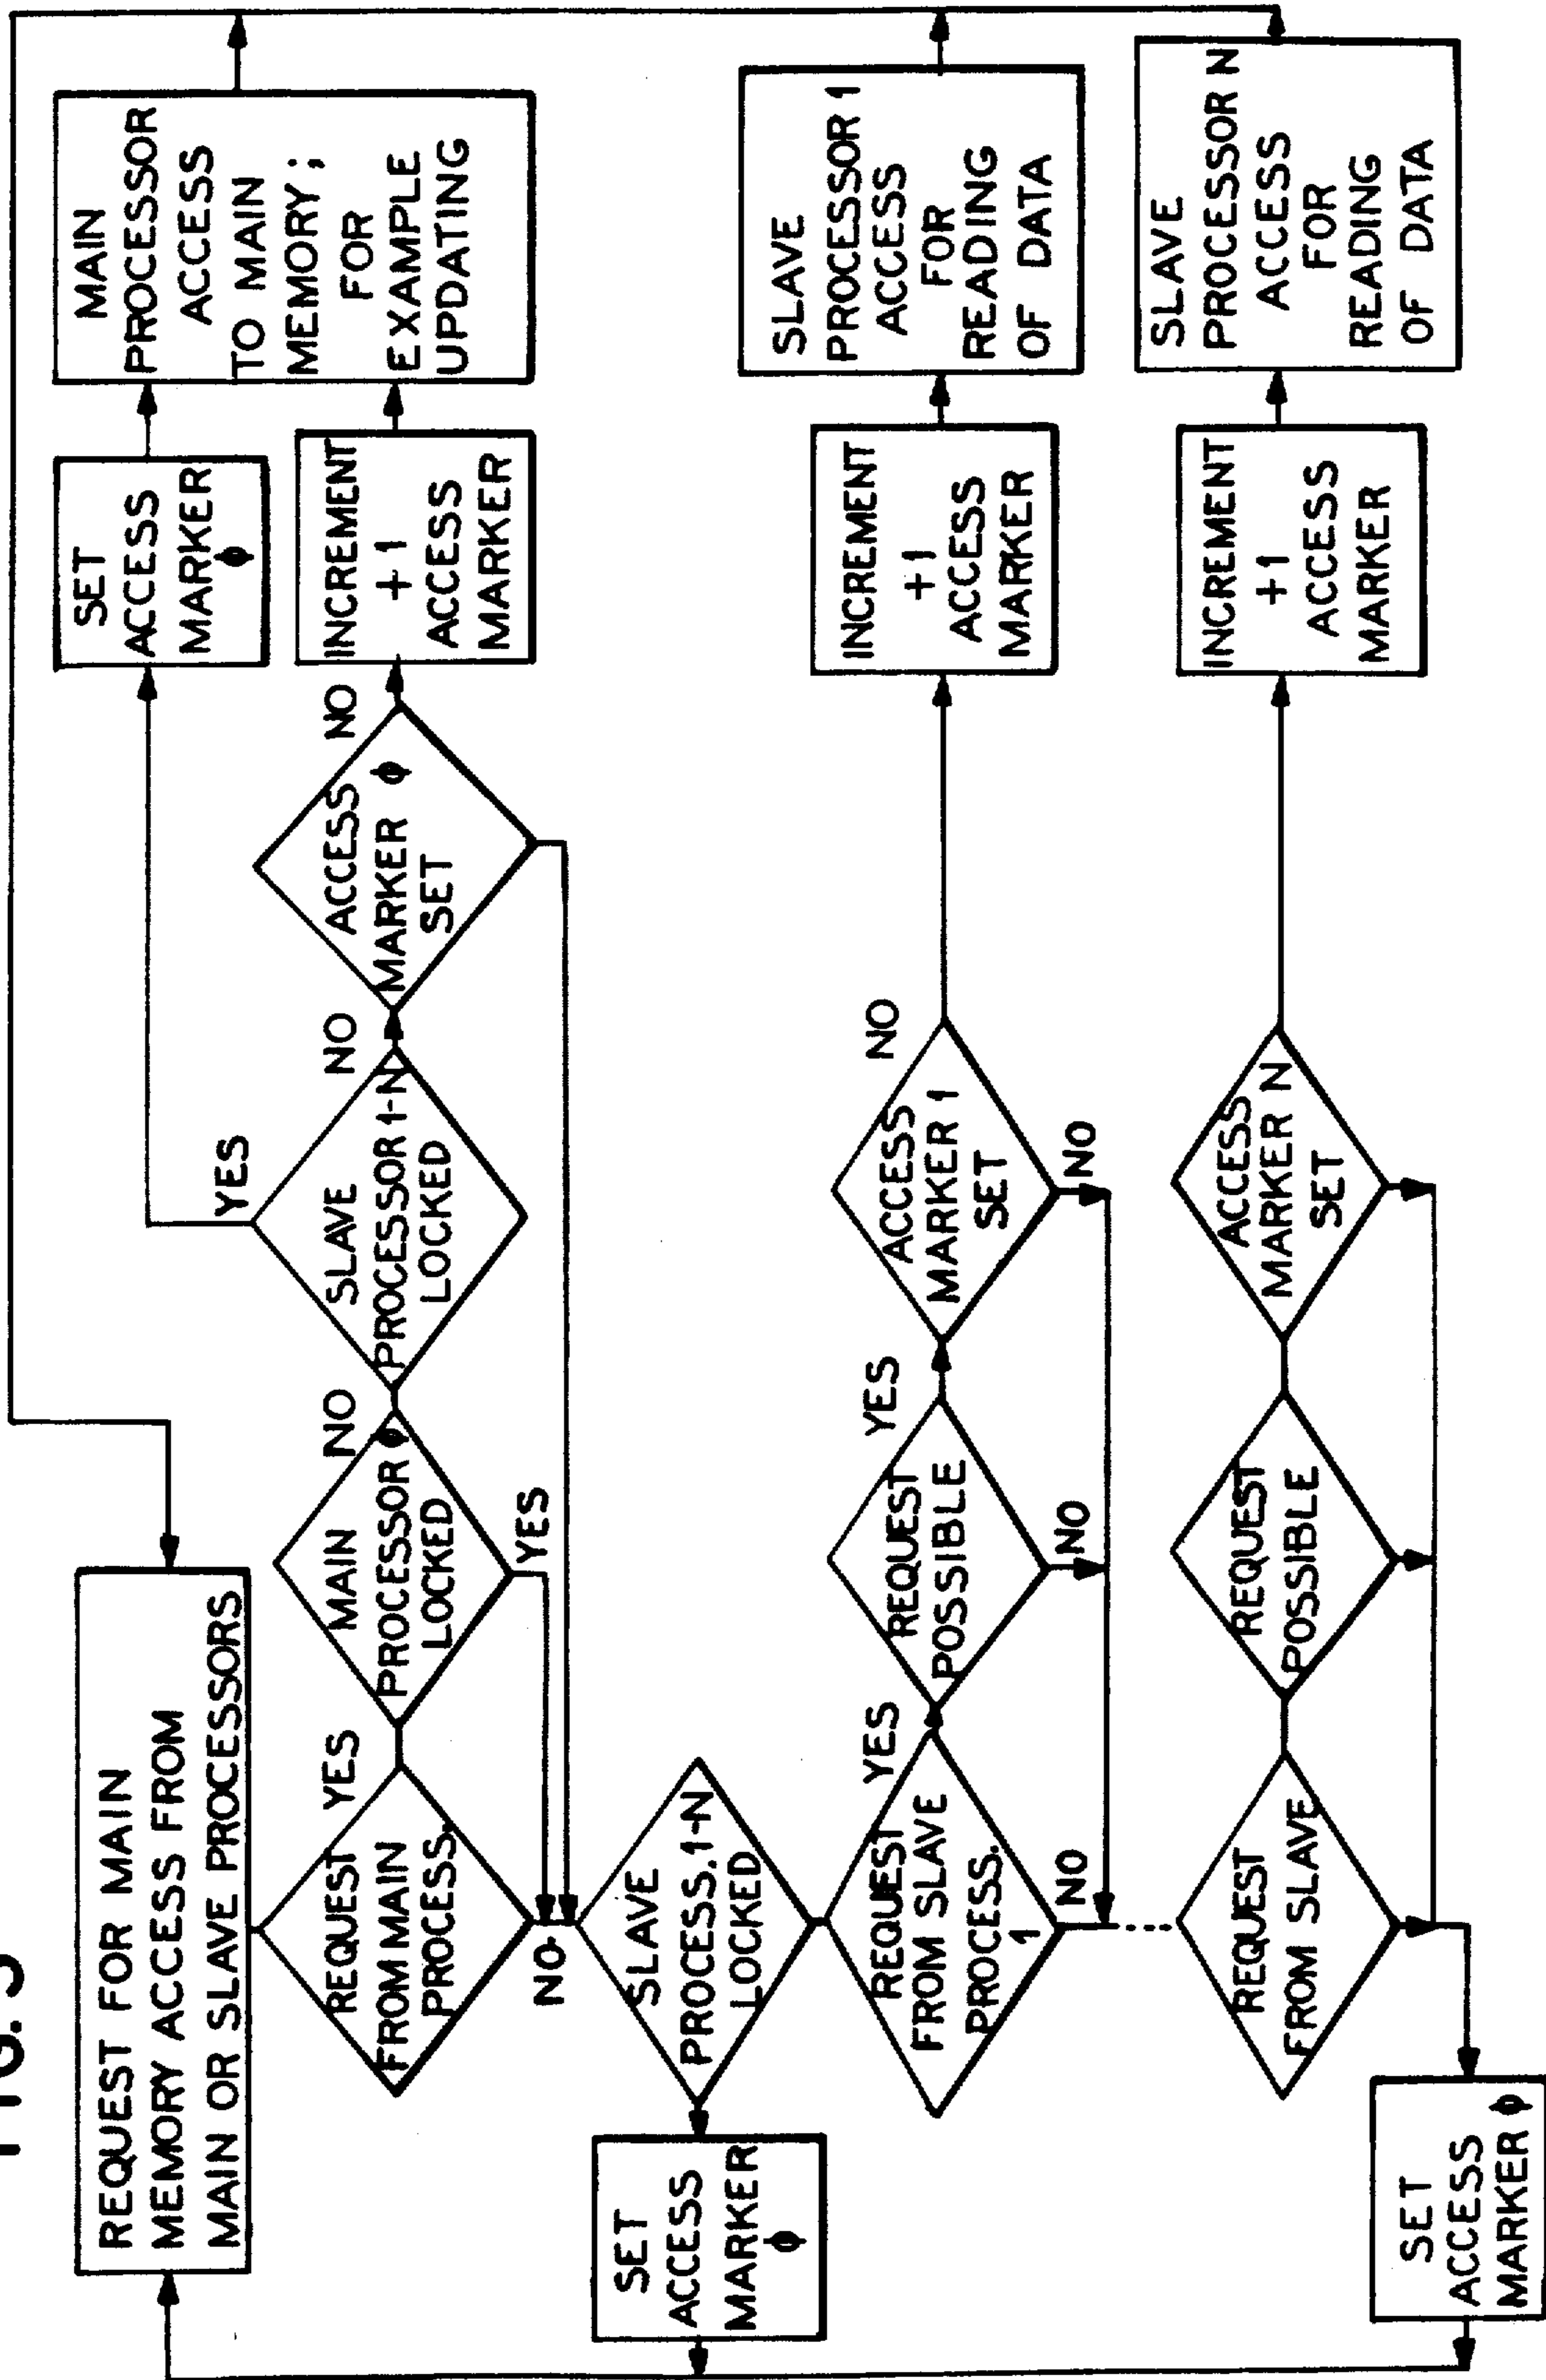 FIG. 5
REQUEST FOR MAIN
MEMORY ACCESS FROM
MAIN OR SLAVE PROCESSORS
REQUEST
FROM MAIN
PROCESS.
YES
NO
MAIN
PROCESSOR ϕ
LOCKED
NO
YES
SLAVE
PROCESSOR 1-N
LOCKED
NO
YES
ACCESS
MARKER ϕ
SET
NO
SET
ACCESS
MARKER
ϕ
INCREMENT
+1
ACCESS
MARKER
MAIN
PROCESSOR
ACCESS
TO MAIN
MEMORY;
FOR
EXAMPLE
UPDATING
SLAVE
PROCESS. 1-N
LOCKED
SET
ACCESS
MARKER
ϕ
REQUEST
FROM SLAVE
PROCESS.
1
YES
NO
REQUEST
POSSIBLE
YES
NO
ACCESS
MARKER 1
SET
NO
NO
INCREMENT
+1
ACCESS
MARKER
SLAVE
PROCESSOR 1
ACCESS
FOR
READING
OF DATA
REQUEST
FROM SLAVE
REQUEST
POSSIBLE
ACCESS
MARKER N
SET
INCREMENT
+1
ACCESS
MARKER
SLAVE
PROCESSOR N
ACCESS
FOR
READING
OF DATA
SET
ACCESS
MARKER ϕ